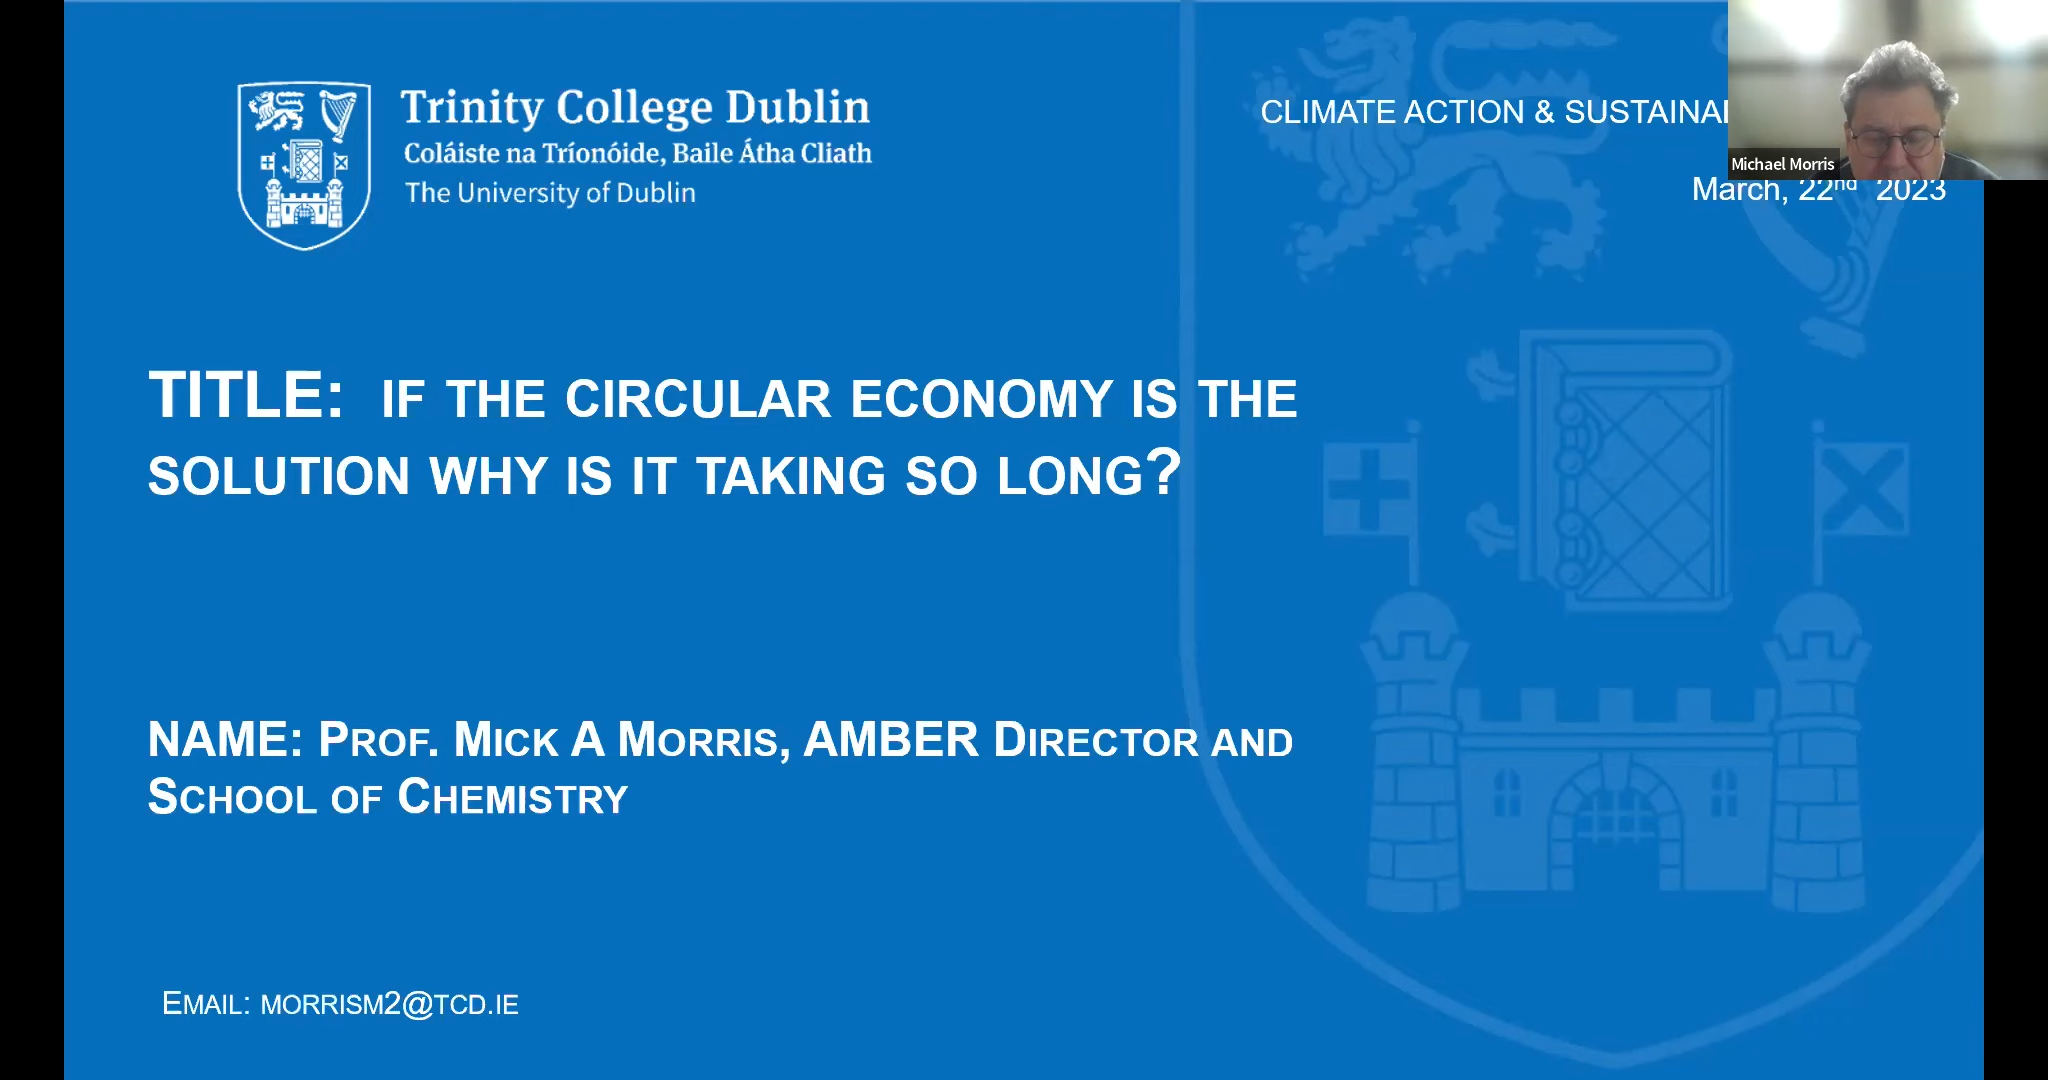 Trinity College Dublin
Coláiste na Tríonóide, Baile Átha Cliath
The University of Dublin
CLIMATE ACTION &
Michael Morris
March, 22nd 2023
TITLE: IF THE CIRCULAR ECONOMY IS THE
SOLUTION WHY IS IT TAKING SO LONG?
NAME: PROF. MICK A MORRIS, AMBER DIRECTOR AND
SCHOOL OF CHEMISTRY
EMAIL: MORRISM2@TCD.IE